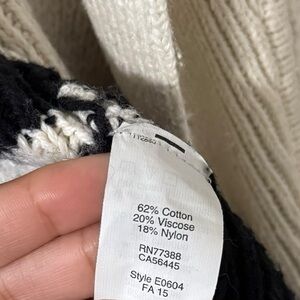 62% Cotton
20% Viscose
18% Nylon
RN77388
CA56445
Style E0604
FA 15